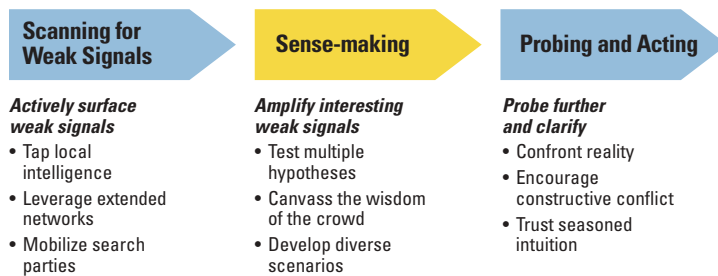 Scanning for
Weak Signals
Actively surface
weak signals
• Tap local
intelligence
• Leverage extended
networks
• Mobilize search
parties
Sense-making
Amplify interesting
weak signals
• Test multiple
hypotheses
• Canvass the wisdom
of the crowd
• Develop diverse
scenarios
Probing and Acting
Probe further
and clarify
• Confront reality
• Encourage
constructive conflict
• Trust seasoned
intuition